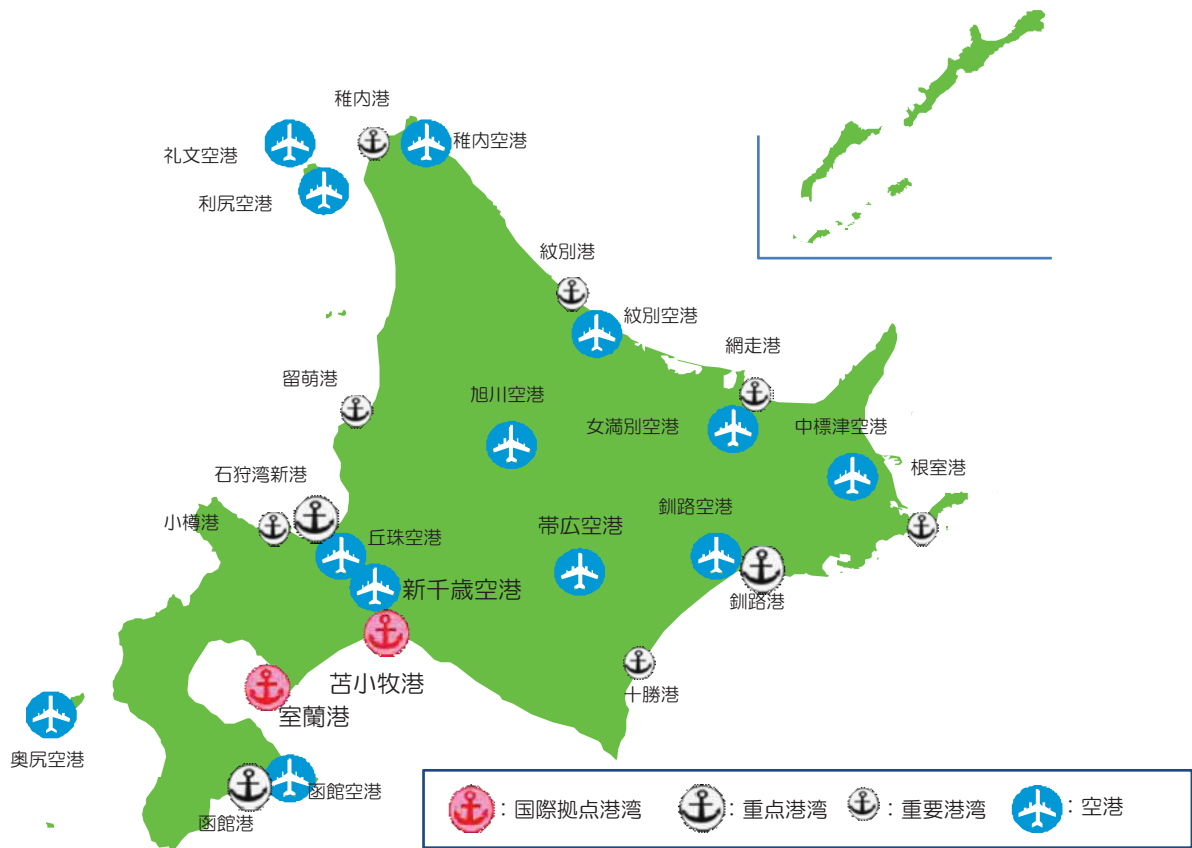 稚内港
稚内空港
礼文空港
利尻空港
紋別港
紋別空港
網走港
留萌港
旭川空港
女満別空港
中標津空港
根室港
石狩湾新港
小樽港
丘珠空港
帯広空港
釧路空港
新千歳空港
釧路港
苫小牧港
十勝港
室蘭港
奥尻空港
函館空港
函館港
：国際拠点港湾
：重点港湾
：重要港湾
：空港